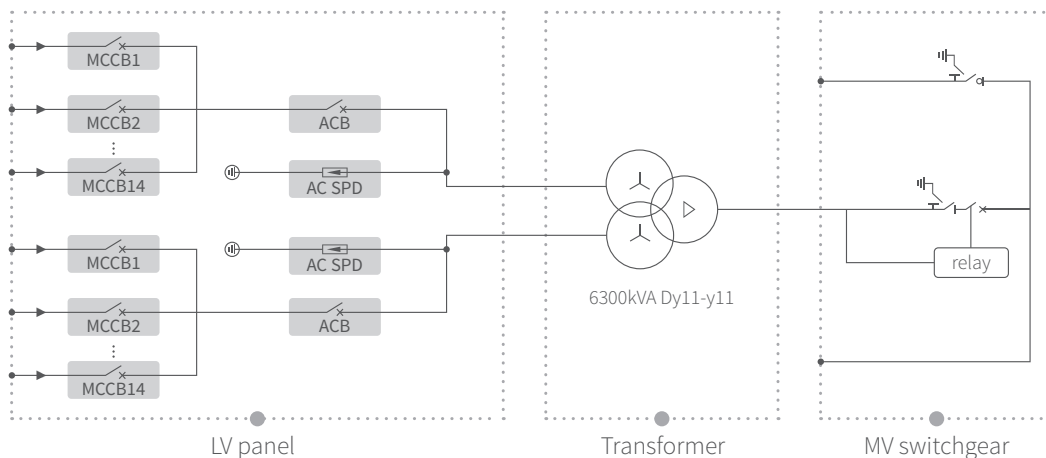 MCCB1
MCCB2
ACB
MCCB14
AC SPD
MCCB1
AC SPD
MCCB2
ACB
MCCB14
6300kVA Dy11-y11
relay
LV panel
Transformer
MV switchgear